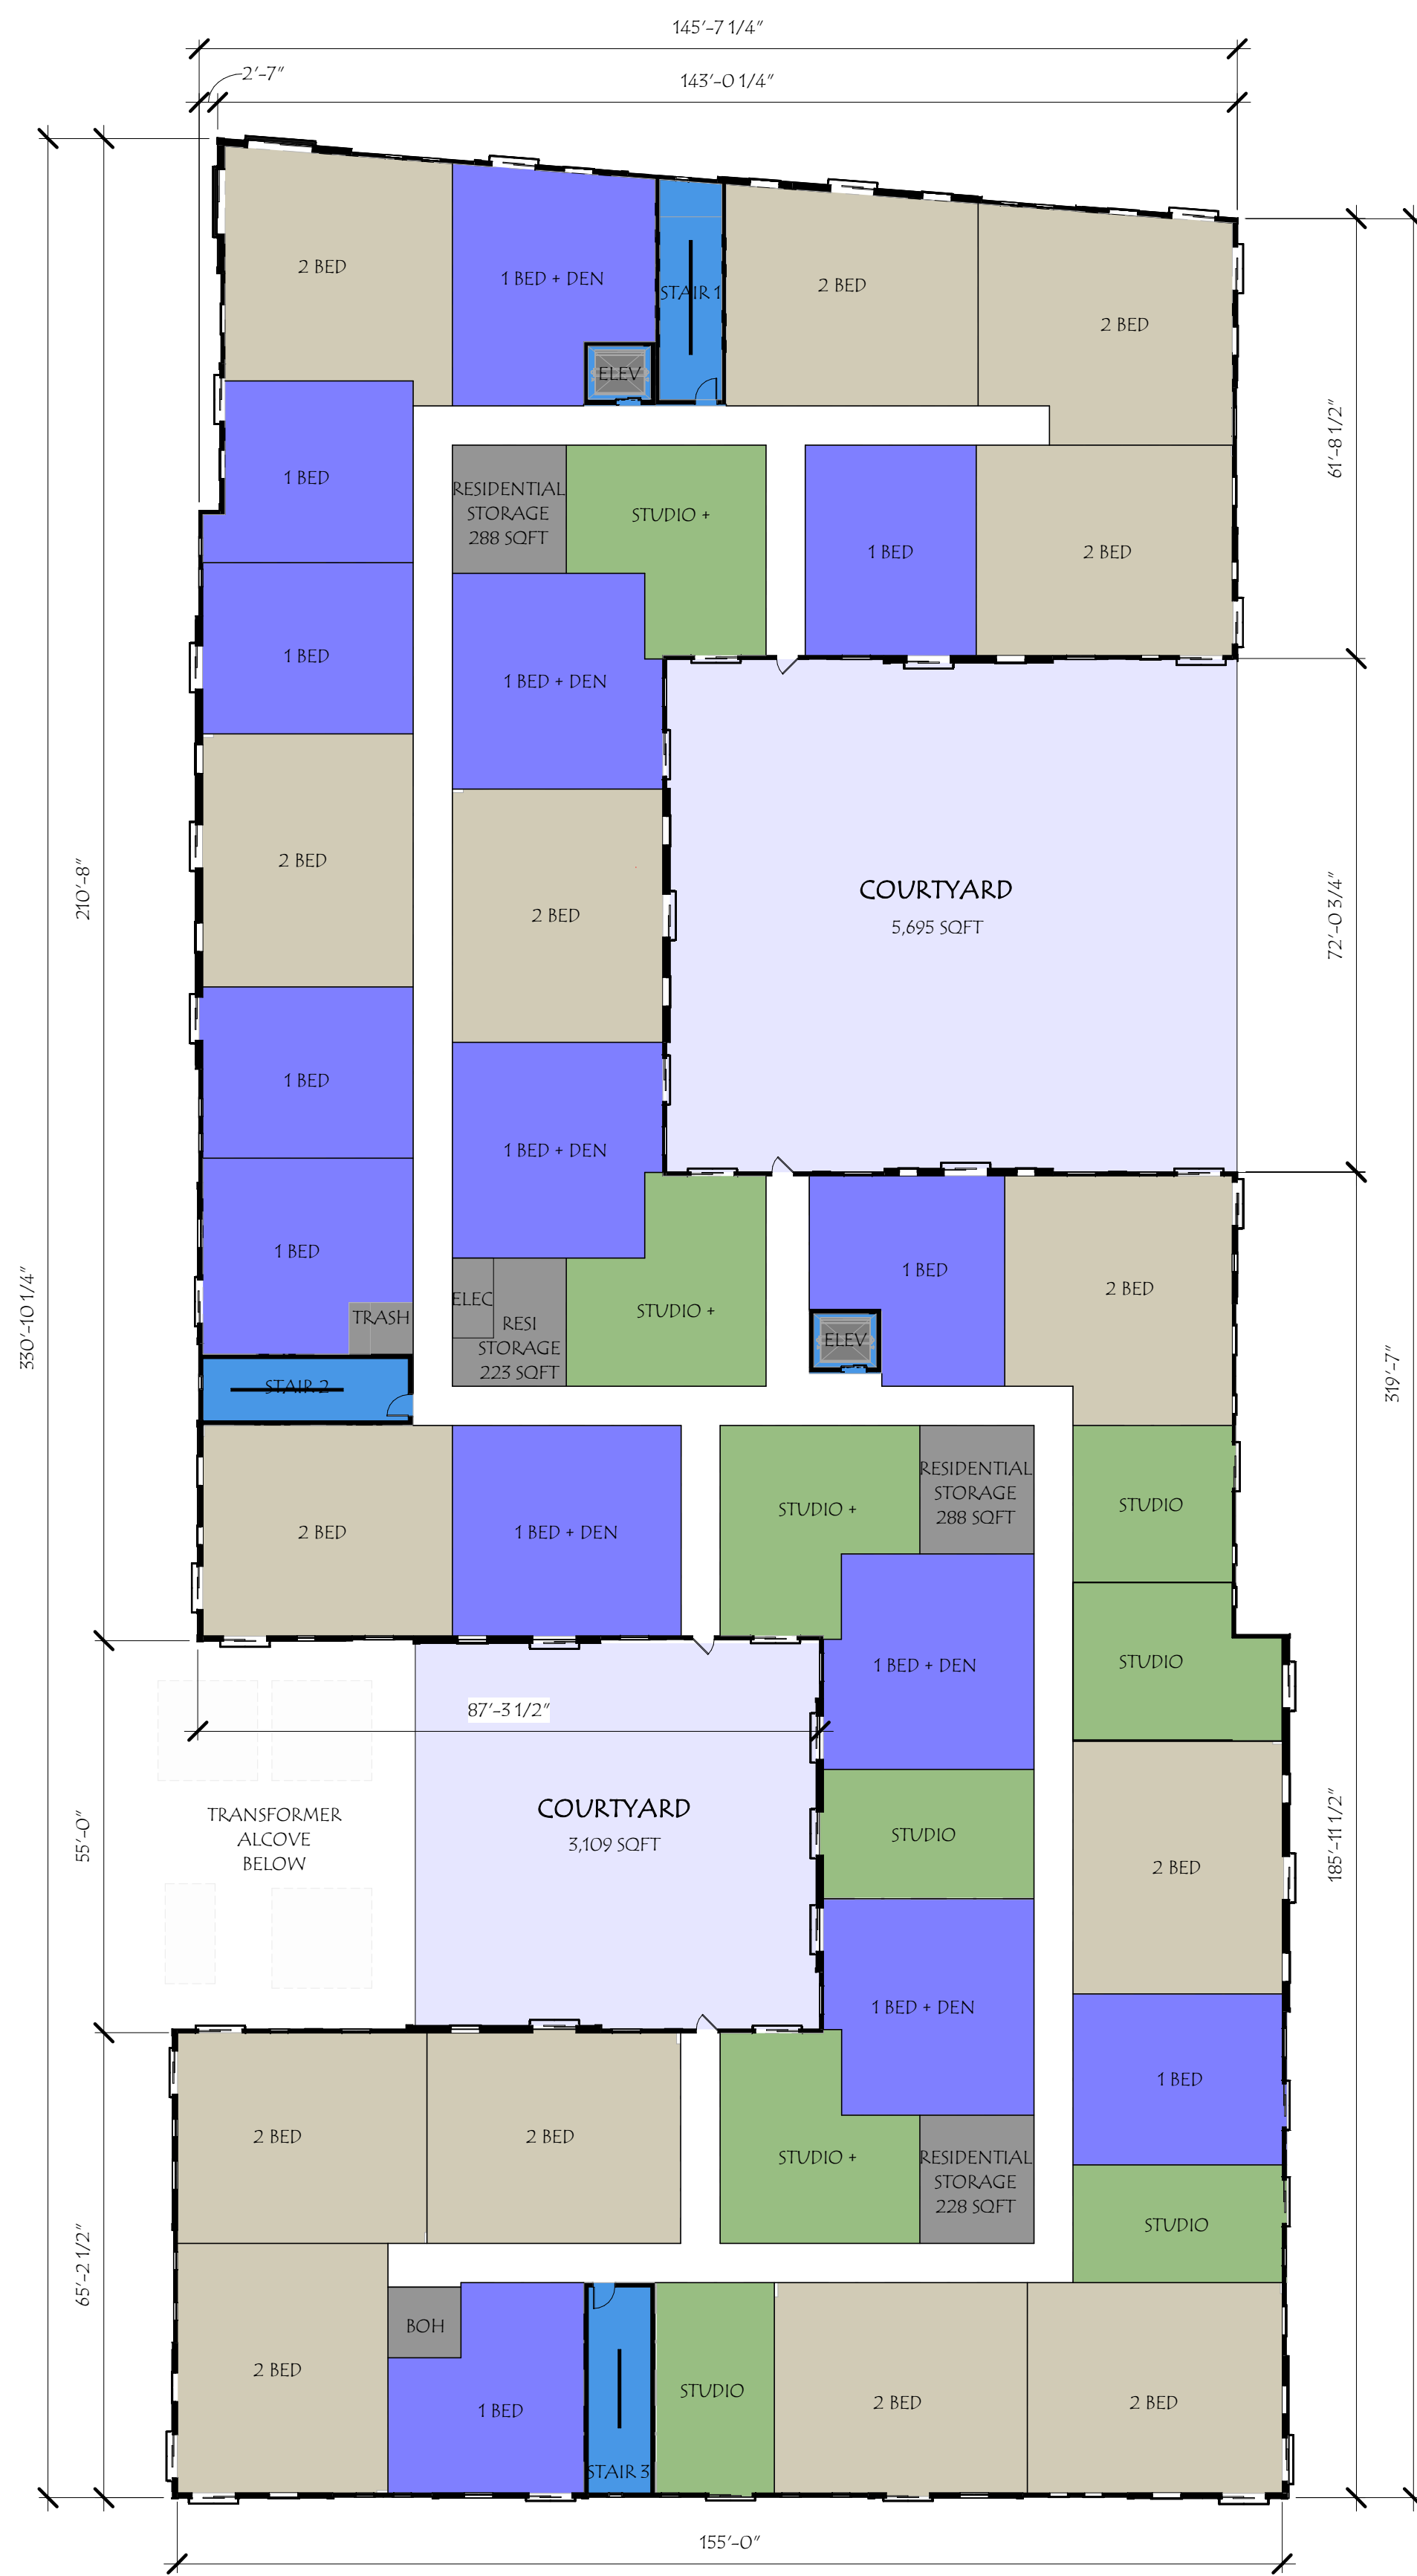 145'-7 1/4"
2'-7"
143'-0 1/4"
2 BED
1 BED + DEN
STAIR 1
2 BED
2 BED
ELEV
61'-8 1/2"
1 BED
RESIDENTIAL
STORAGE
288 SQFT
STUDIO +
1 BED
2 BED
1 BED
1 BED + DEN
210'-8"
2 BED
2 BED
COURTYARD
5,695 SQFT
72'-0 3/4"
1 BED
1 BED + DEN
1 BED
TRASH
ELEC
RESI
STORAGE
223 SQFT
STUDIO +
1 BED
ELEV
2 BED
330'-10 1/4"
319'-7"
STAIR 2
2 BED
1 BED + DEN
STUDIO +
RESIDENTIAL
STORAGE
288 SQFT
STUDIO
1 BED + DEN
STUDIO
87'-3 1/2"
TRANSFORMER
ALCOVE
BELOW
COURTYARD
3,109 SQFT
STUDIO
2 BED
55'-0"
185'-11 1/2"
1 BED + DEN
1 BED
2 BED
2 BED
STUDIO +
RESIDENTIAL
STORAGE
228 SQFT
STUDIO
65'-2 1/2"
2 BED
BOH
1 BED
STAIR 3
STUDIO
2 BED
2 BED
155'-0"